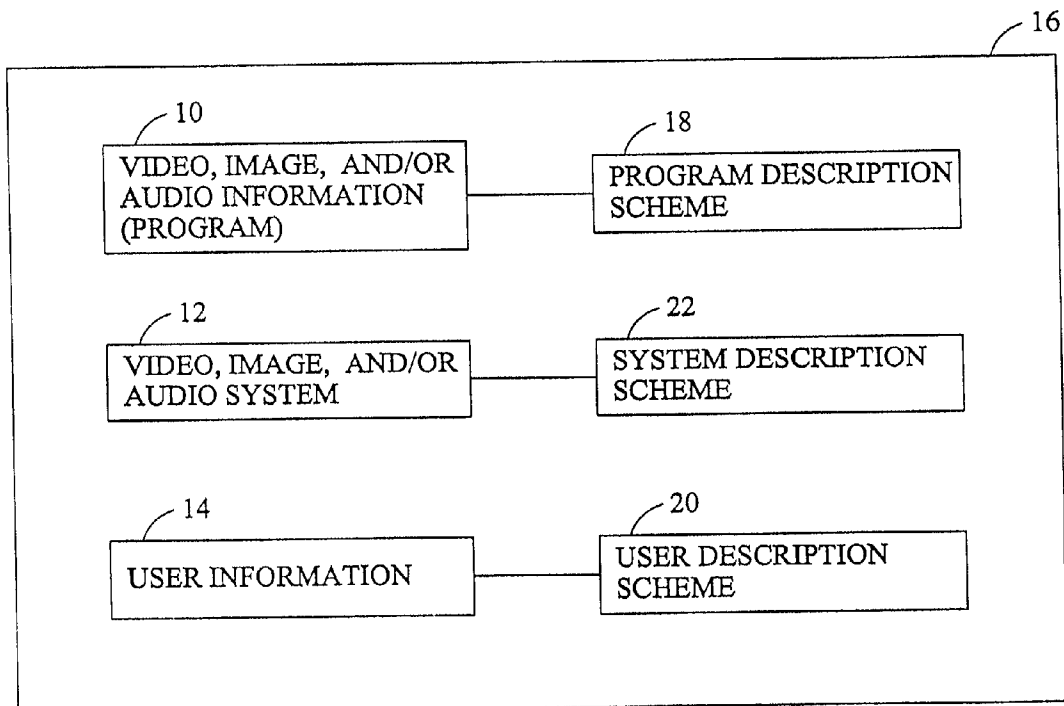 16
10
VIDEO, IMAGE, AND/OR
AUDIO INFORMATION
(PROGRAM)
18
PROGRAM DESCRIPTION
SCHEME
12
VIDEO, IMAGE, AND/OR
AUDIO SYSTEM
22
SYSTEM DESCRIPTION
SCHEME
14
USER INFORMATION
20
USER DESCRIPTION
SCHEME